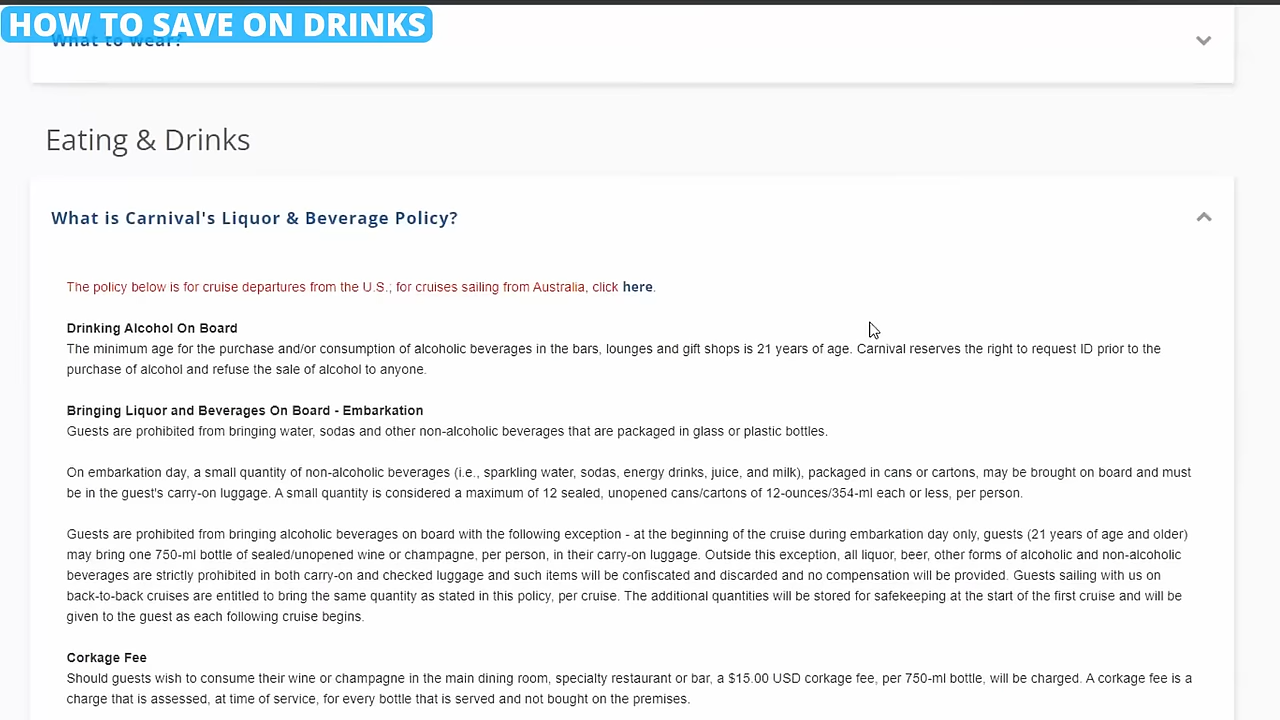 HOW TO SAVE ON DRINKS
What to wear?
Eating & Drinks
What is Carnival's Liquor & Beverage Policy?
The policy below is for cruise departures from the U.S.; for cruises sailing from Australia, click here.
Drinking Alcohol On Board
The minimum age for the purchase and/or consumption of alcoholic beverages in the bars, lounges and gift shops is 21 years of age. Carnival reserves the right to request ID prior to the
purchase of alcohol and refuse the sale of alcohol to anyone.
Bringing Liquor and Beverages On Board - Embarkation
Guests are prohibited from bringing water, sodas and other non-alcoholic beverages that are packaged in glass or plastic bottles.
On embarkation day, a small quantity of non-alcoholic beverages (i.e., sparkling water, sodas, energy drinks, juice, and milk), packaged in cans or cartons, may be brought on board and must
be in the guest's carry-on luggage. A small quantity is considered a maximum of 12 sealed, unopened cans/cartons of 12-ounces/354-ml each or less, per person.
Guests are prohibited from bringing alcoholic beverages on board with the following exception - at the beginning of the cruise during embarkation day only, guests (21 years of age and older)
may bring one 750-ml bottle of sealed/unopened wine or champagne, per person, in their carry-on luggage. Outside this exception, all liquor, beer, other forms of alcoholic and non-alcoholic
beverages are strictly prohibited in both carry-on and checked luggage and such items will be confiscated and discarded and no compensation will be provided. Guests sailing with us on
back-to-back cruises are entitled to bring the same quantity as stated in this policy, per cruise. The additional quantities will be stored for safekeeping at the start of the first cruise and will be
given to the guest as each following cruise begins.
Corkage Fee
Should guests wish to consume their wine or champagne in the main dining room, specialty restaurant or bar, a $15.00 USD corkage fee, per 750-ml bottle, will be charged. A corkage fee is a
charge that is assessed, at time of service, for every bottle that is served and not bought on the premises.